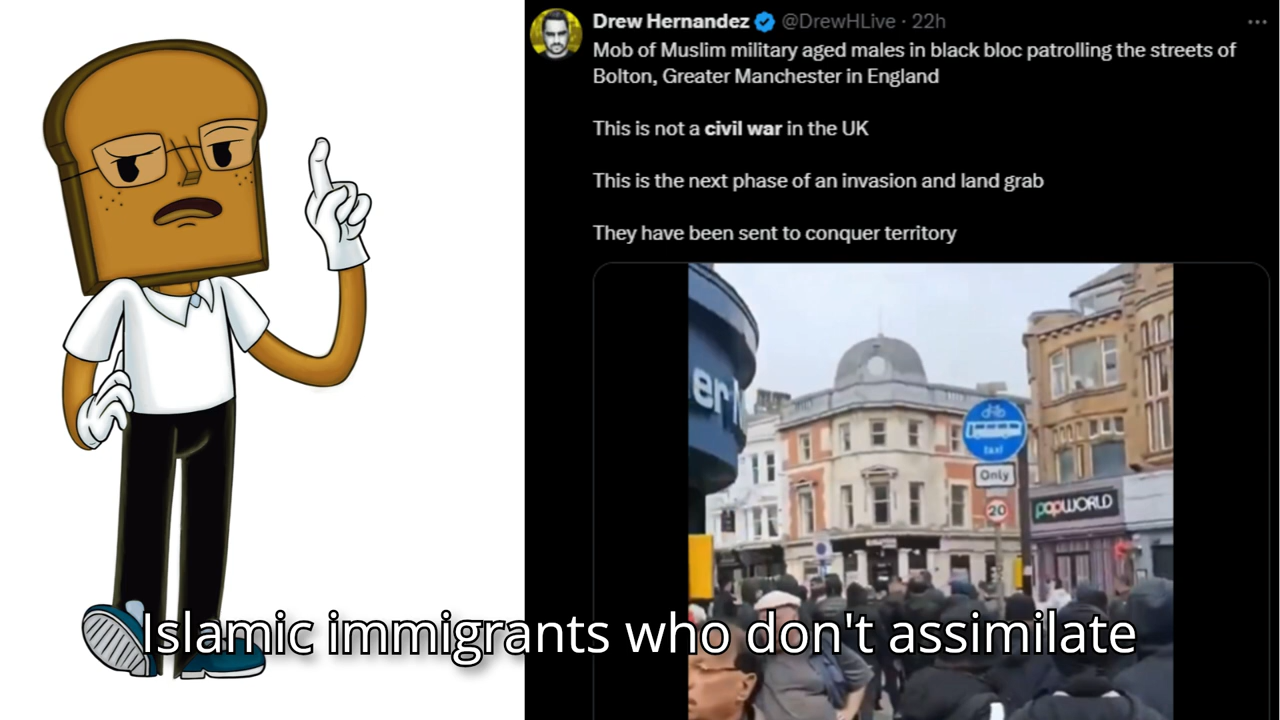 Drew Hernandez @DrewHLive · 22h
Mob of Muslim military aged males in black bloc patrolling the streets of
Bolton, Greater Manchester in England
This is not a civil war in the UK
This is the next phase of an invasion and land grab
They have been sent to conquer territory
taxi
Only
20
popWORLD
Islamic immigrants who don't assimilate